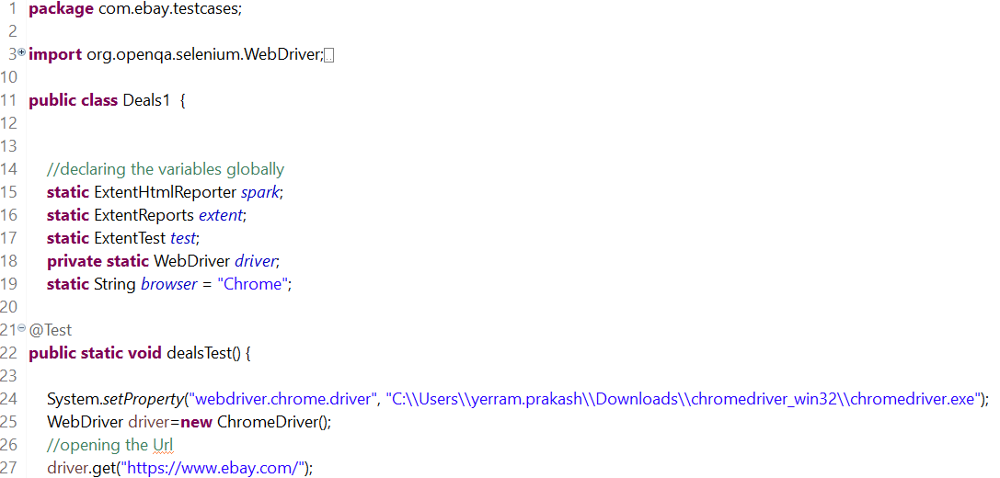 1 package com.ebay.testcases;
2
3 import org.openqa.selenium.WebDriver;
10
11 public class Deals1 {
12
13
14 //declaring the variables globally
15 static ExtentHtmlReporter spark;
16 static ExtentReports extent;
17 static ExtentTest test;
18 private static WebDriver driver;
19 static String browser = "Chrome";
20
21 @Test
22 public static void dealsTest() {
23
24 System.setProperty("webdriver.chrome.driver", "C:\\Users\\yerram.prakash\\Downloads\\chromedriver_win32\\chromedriver.exe");
25 WebDriver driver=new ChromeDriver();
26 //opening the Url
27 driver.get("https://www.ebay.com/");